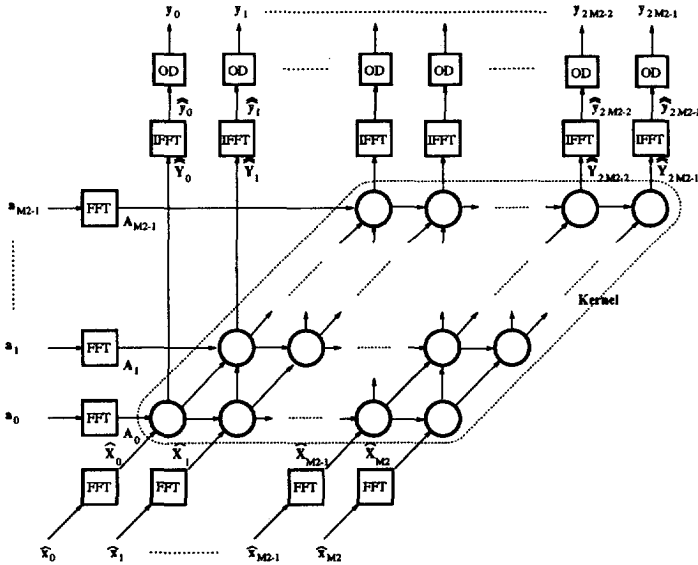 y0 y1 y2M2-2 y2M2-1
OD OD OD OD OD OD
ŷ0 ŷ1 ŷ2M2-2 ŷ2M2-1
IFFT IFFT IFFT IFFT IFFT IFFT
Ŷ0 Ŷ1 Ŷ2M2-2 Ŷ2M2-1
aM2-1 FFT AM2-1
Kernel
a1 FFT A1
a0 FFT A0
X̂0 X̂1 X̂M2-1 X̂M2
FFT FFT FFT FFT
x̂0 x̂1 x̂M2-1 x̂M2